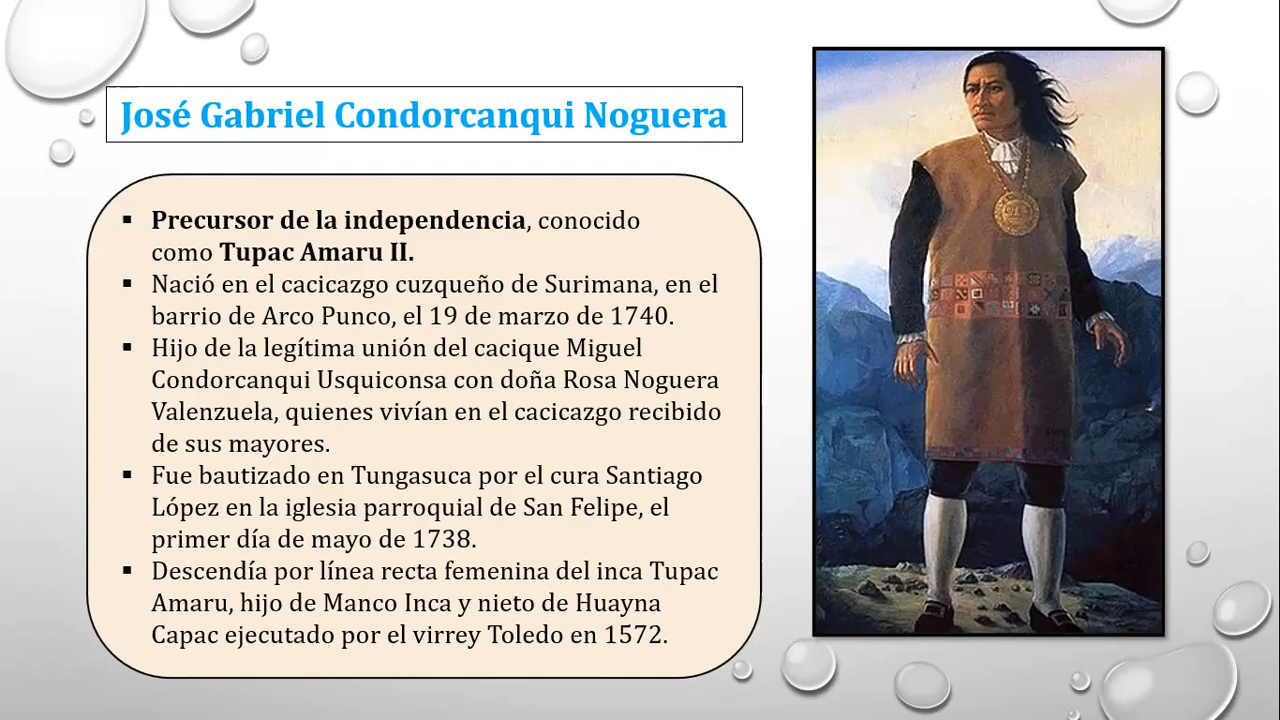 José Gabriel Condorcanqui Noguera
▪ Precursor de la independencia, conocido
como Tupac Amaru II.
▪ Nació en el cacicazgo cuzqueño de Surimana, en el
barrio de Arco Punco, el 19 de marzo de 1740.
▪ Hijo de la legítima unión del cacique Miguel
Condorcanqui Usquiconsa con doña Rosa Noguera
Valenzuela, quienes vivían en el cacicazgo recibido
de sus mayores.
▪ Fue bautizado en Tungasuca por el cura Santiago
López en la iglesia parroquial de San Felipe, el
primer día de mayo de 1738.
▪ Descendía por línea recta femenina del inca Tupac
Amaru, hijo de Manco Inca y nieto de Huayna
Capac ejecutado por el virrey Toledo en 1572.